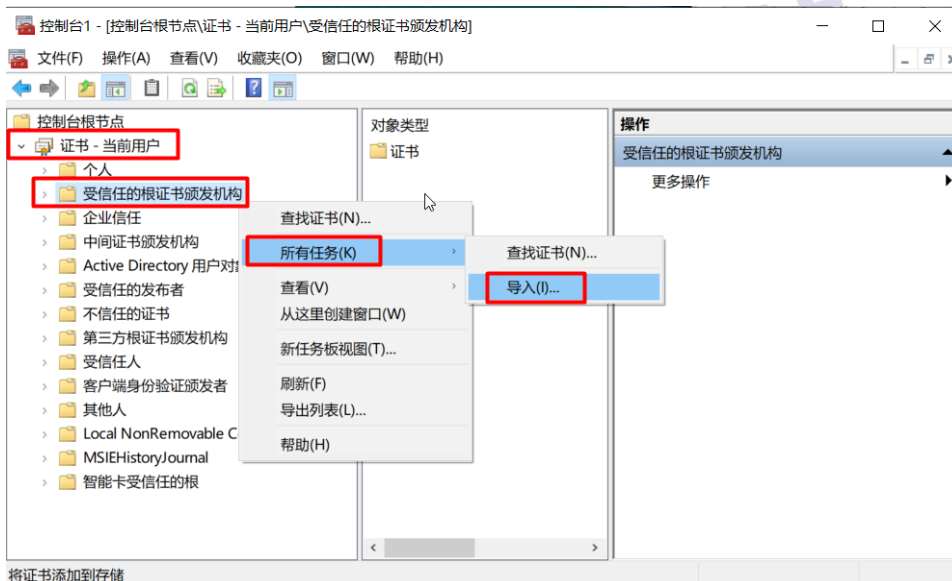 控制台1 - [控制台根节点\证书 - 当前用户\受信任的根证书颁发机构]
文件(F) 操作(A) 查看(V) 收藏夹(O) 窗口(W) 帮助(H)
控制台根节点
证书 - 当前用户
个人
受信任的根证书颁发机构
企业信任
中间证书颁发机构
Active Directory 用户对
受信任的发布者
不信任的证书
第三方根证书颁发机构
受信任人
客户端身份验证颁发者
其他人
Local NonRemovable C
MSIEHistoryJournal
智能卡受信任的根
对象类型
证书
查找证书(N)...
所有任务(K)
查看(V)
从这里创建窗口(W)
新任务板视图(T)...
刷新(F)
导出列表(L)...
帮助(H)
查找证书(N)...
导入(I)...
操作
受信任的根证书颁发机构
更多操作
将证书添加到存储